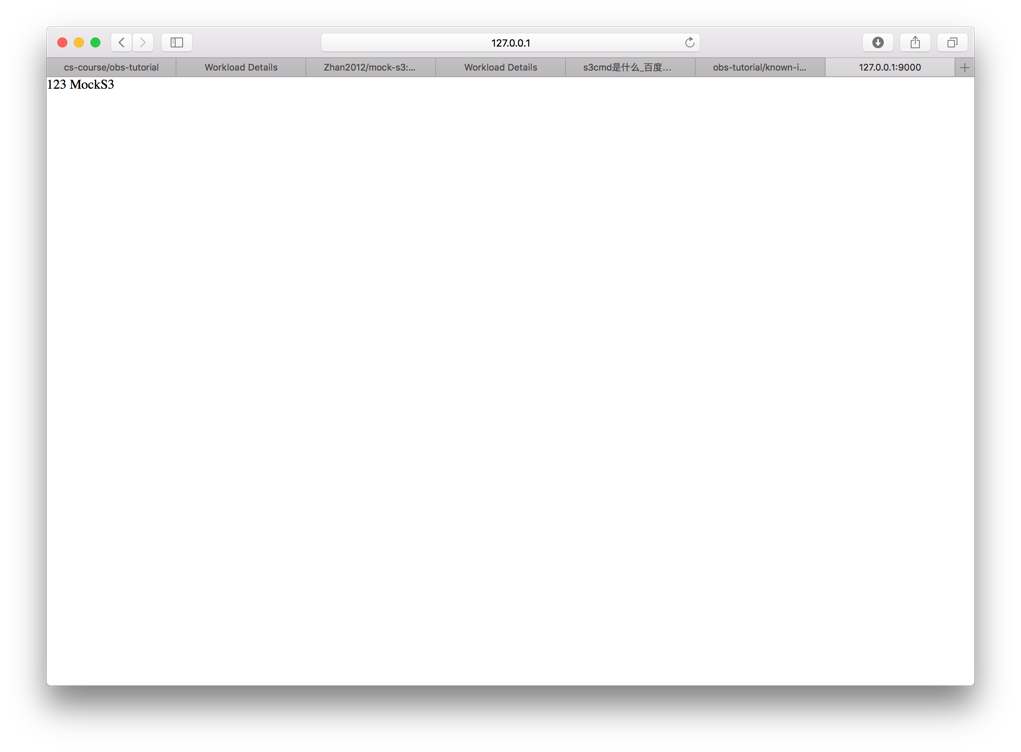 127.0.0.1
cs-course/obs-tutorial
Workload Details
Zhan2012/mock-s3:...
Workload Details
s3cmd是什么_百度...
obs-tutorial/known-i...
127.0.0.1:9000
123 MockS3